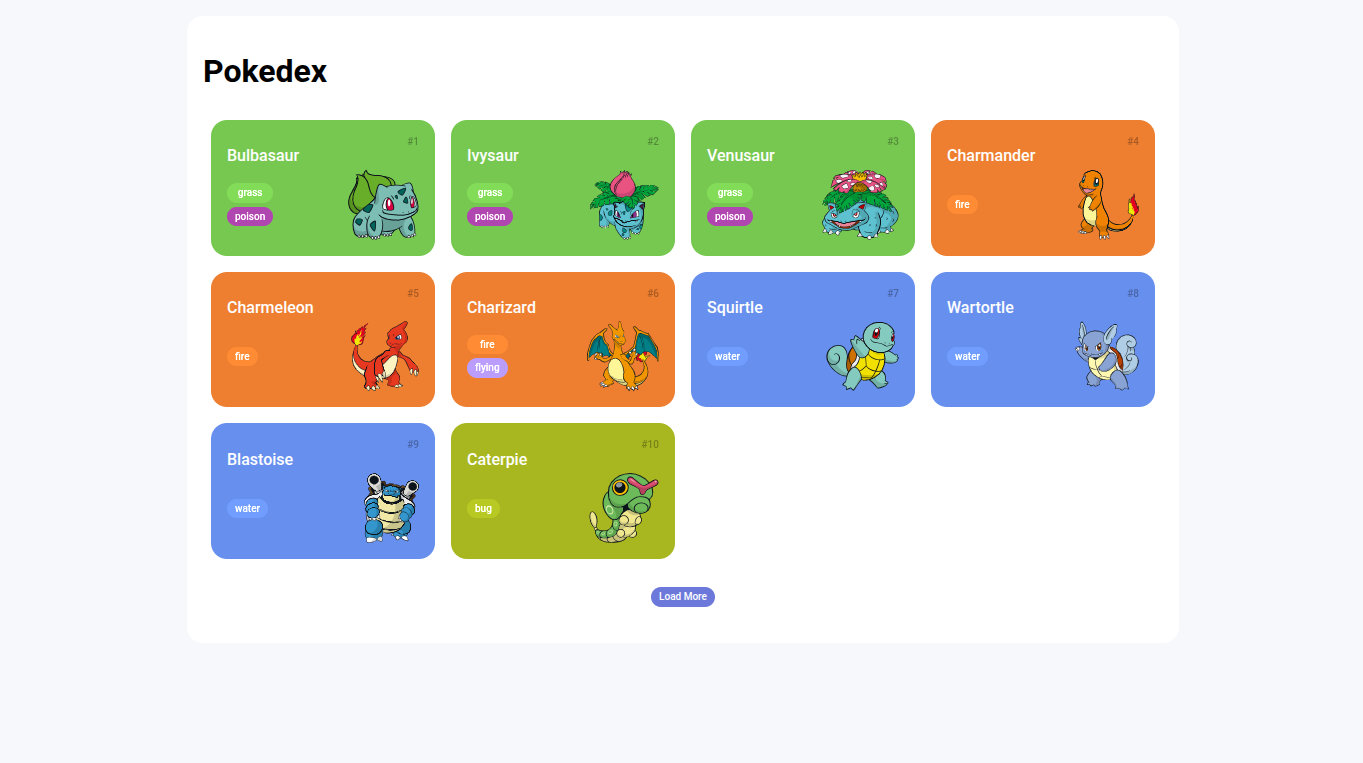 Pokedex
#1
Bulbasaur
grass
poison
#2
Ivysaur
grass
poison
#3
Venusaur
grass
poison
#4
Charmander
fire
#5
Charmeleon
fire
#6
Charizard
fire
flying
#7
Squirtle
water
#8
Wartortle
water
#9
Blastoise
water
#10
Caterpie
bug
Load More